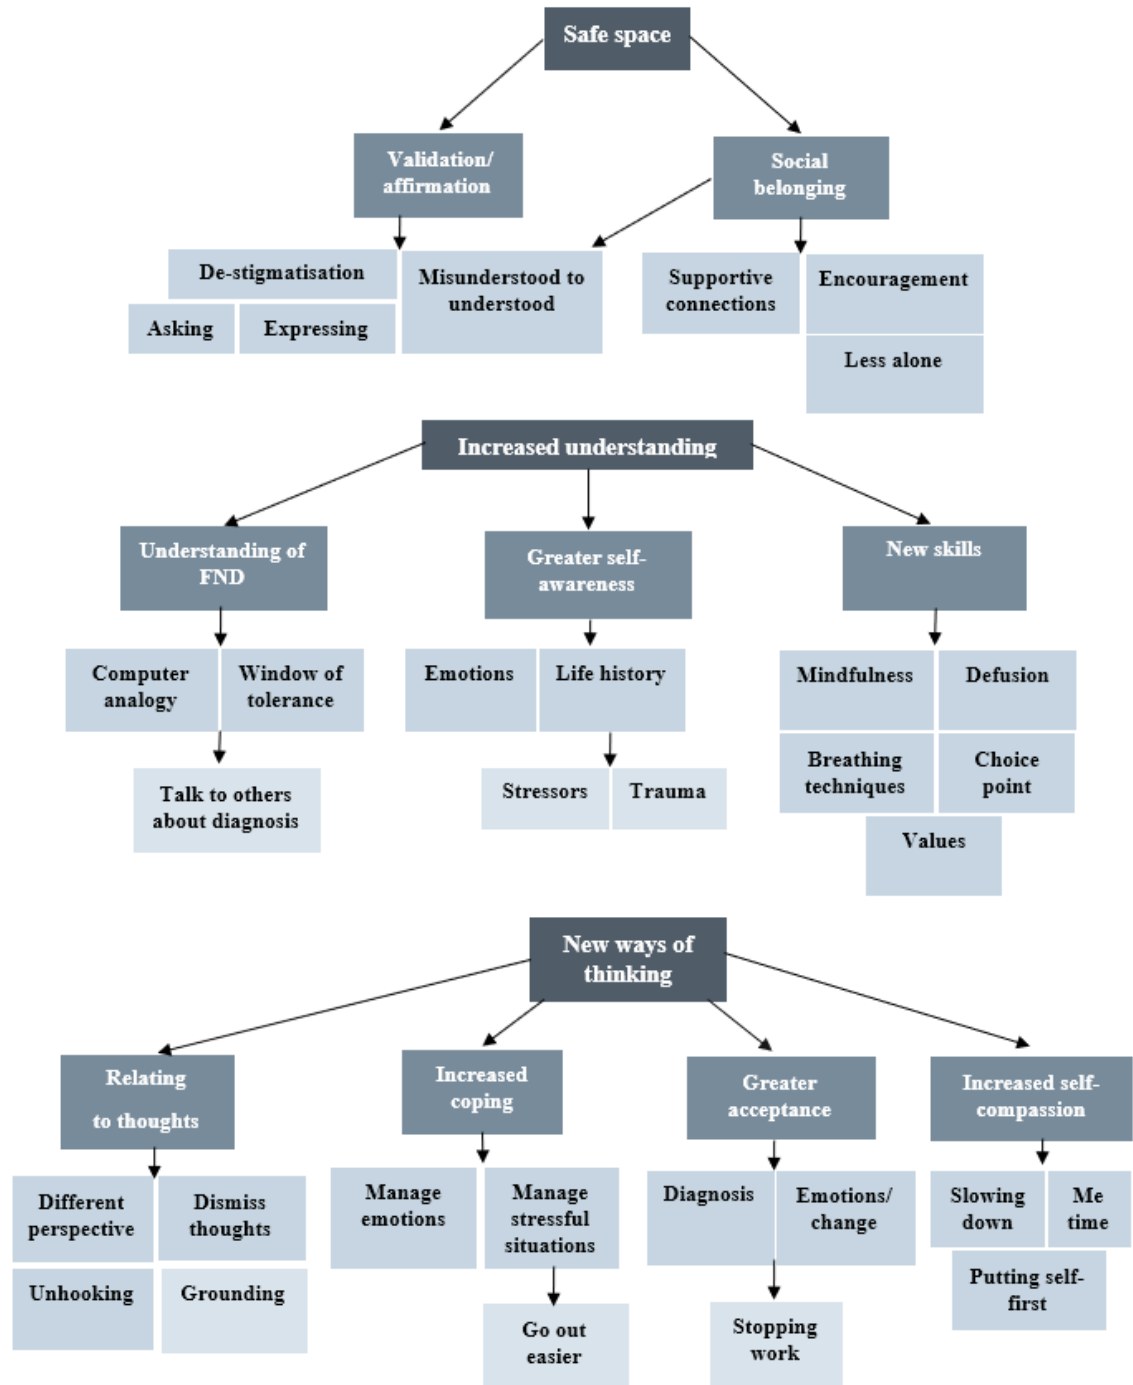 Safe space
Validation/
affirmation
Social
belonging
De-stigmatisation
Asking
Expressing
Misunderstood to
understood
Supportive
connections
Encouragement
Less alone
Increased understanding
Understanding of
FND
Greater self-
awareness
New skills
Computer
analogy
Window of
tolerance
Talk to others
about diagnosis
Emotions
Life history
Stressors
Trauma
Mindfulness
Defusion
Breathing
techniques
Choice
point
Values
New ways of
thinking
Relating
to thoughts
Increased
coping
Greater
acceptance
Increased self-
compassion
Different
perspective
Dismiss
thoughts
Unhooking
Grounding
Manage
emotions
Manage
stressful
situations
Go out
easier
Diagnosis
Emotions/
change
Stopping
work
Slowing
down
Me
time
Putting self-
first